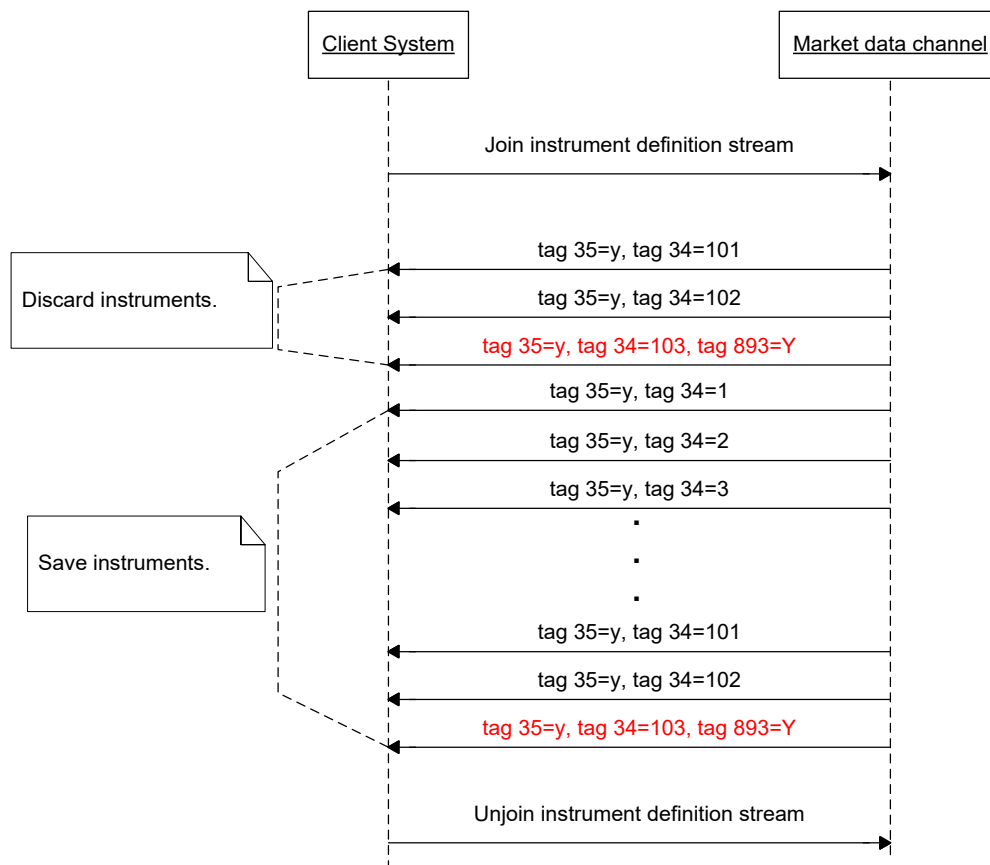 Client System
Market data channel
Join instrument definition stream
tag 35=y, tag 34=101
Discard instruments.
tag 35=y, tag 34=102
tag 35=y, tag 34=103, tag 893=Y
tag 35=y, tag 34=1
tag 35=y, tag 34=2
tag 35=y, tag 34=3
.
Save instruments.
.
.
tag 35=y, tag 34=101
tag 35=y, tag 34=102
tag 35=y, tag 34=103, tag 893=Y
Unjoin instrument definition stream